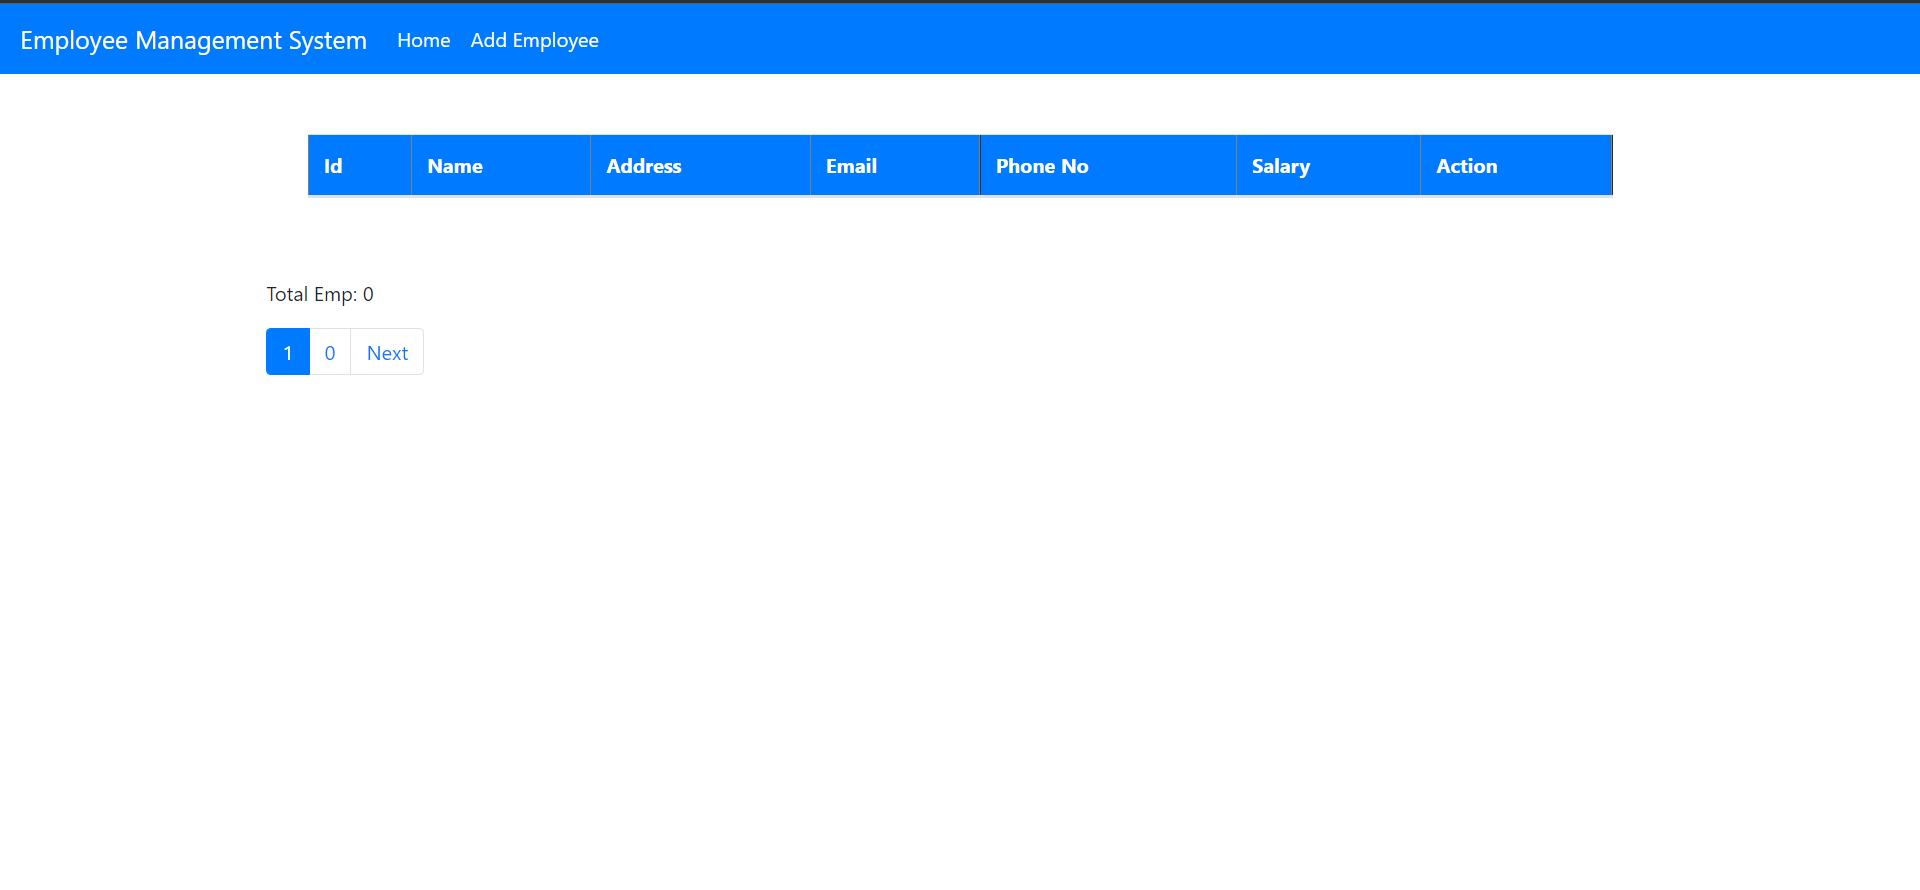 Employee Management System Home Add Employee
Id Name Address Email Phone No Salary Action
Total Emp: 0
1 0 Next